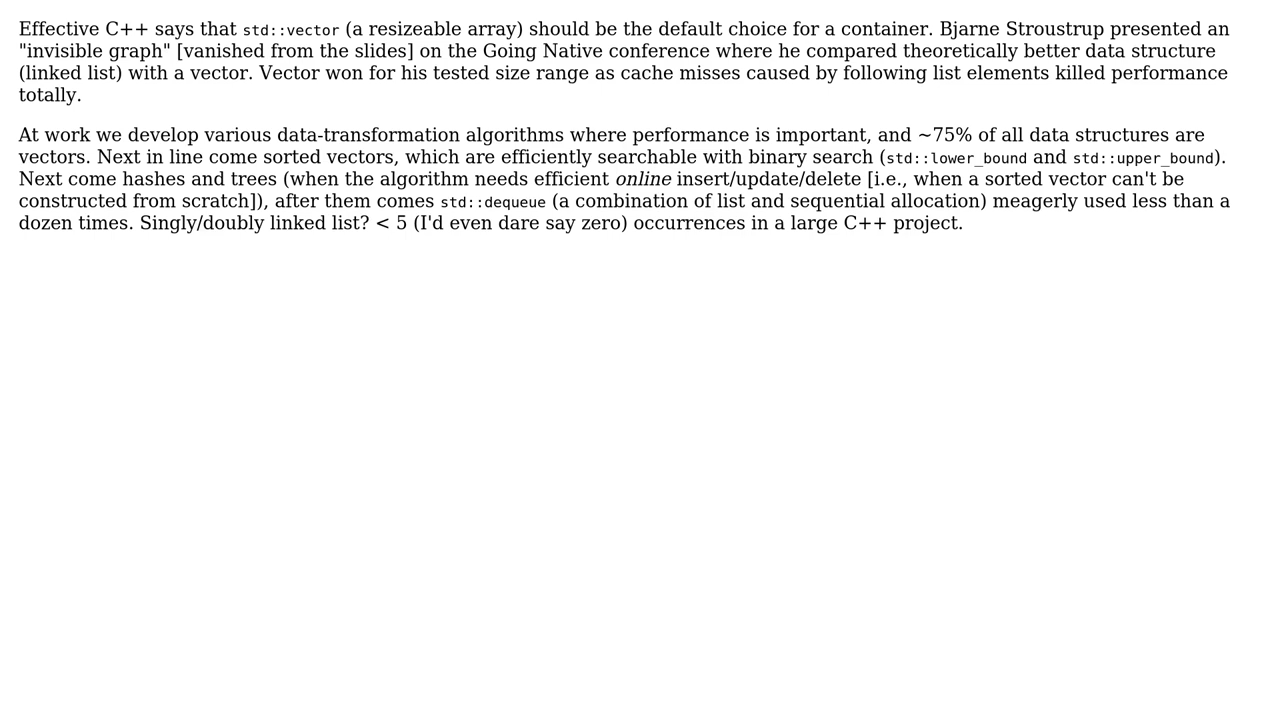 Effective C++ says that std::vector (a resizeable array) should be the default choice for a container. Bjarne Stroustrup presented an
"invisible graph" [vanished from the slides] on the Going Native conference where he compared theoretically better data structure
(linked list) with a vector. Vector won for his tested size range as cache misses caused by following list elements killed performance
totally.
At work we develop various data-transformation algorithms where performance is important, and ~75% of all data structures are
vectors. Next in line come sorted vectors, which are efficiently searchable with binary search (std::lower_bound and std::upper_bound).
Next come hashes and trees (when the algorithm needs efficient online insert/update/delete [i.e., when a sorted vector can't be
constructed from scratch]), after them comes std::dequeue (a combination of list and sequential allocation) meagerly used less than a
dozen times. Singly/doubly linked list? < 5 (I'd even dare say zero) occurrences in a large C++ project.